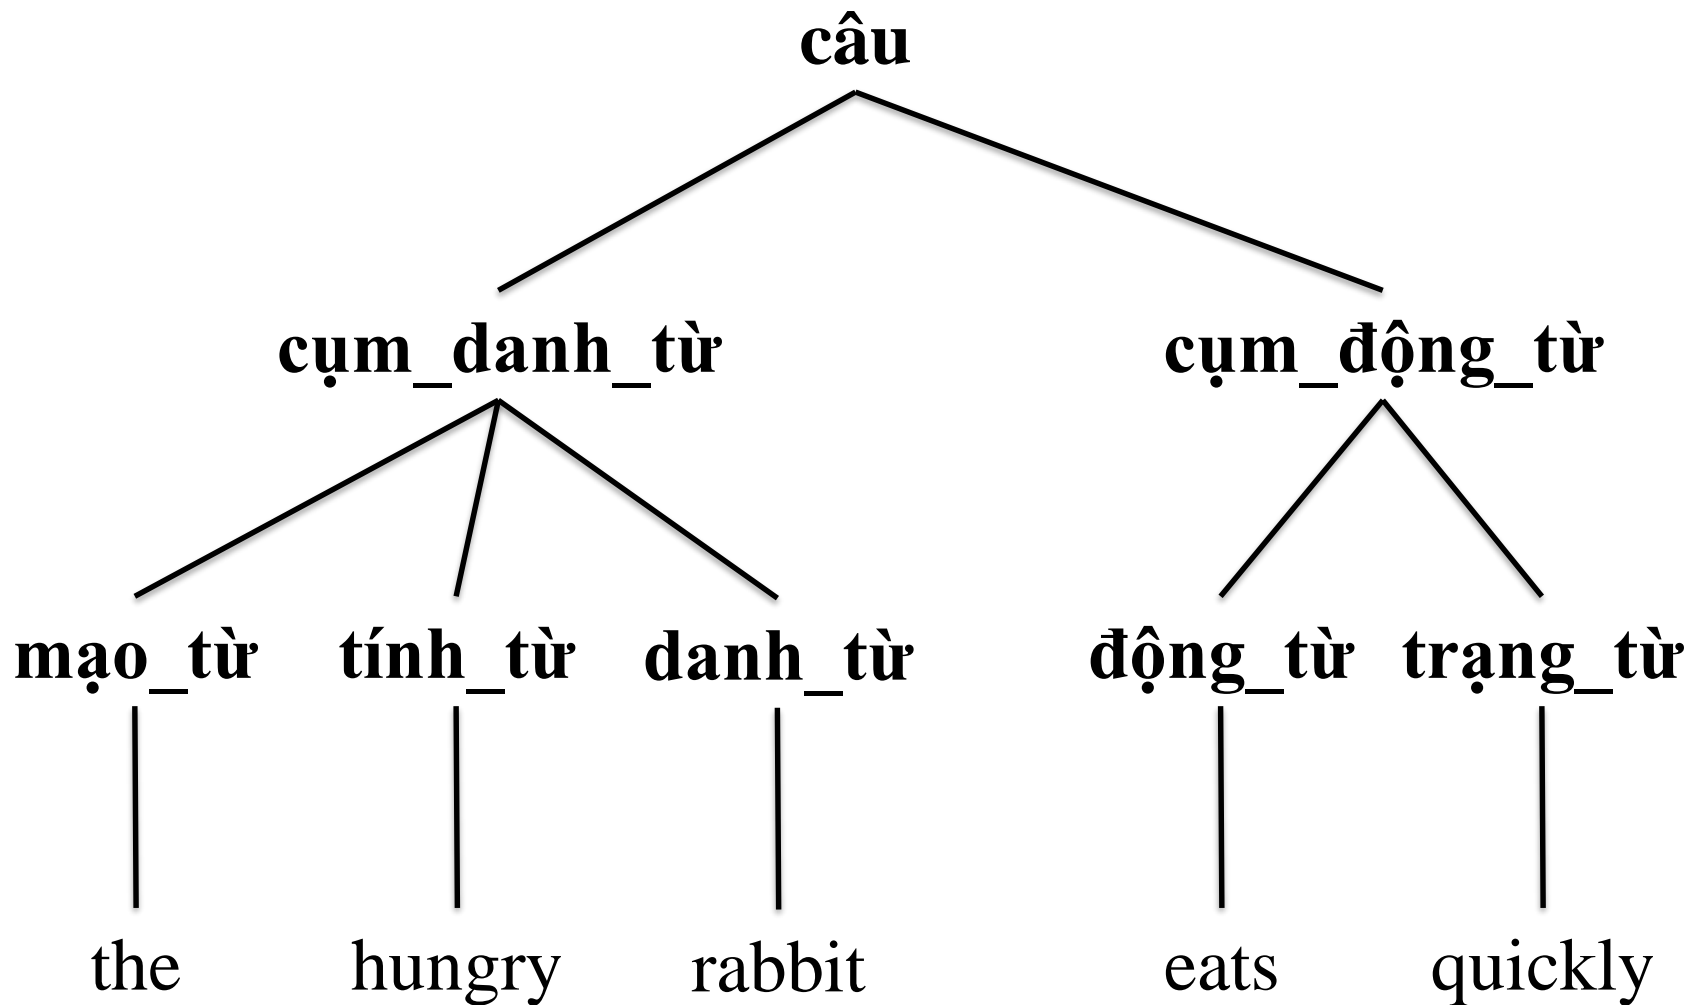 câu
cụm_danh_từ cụm_động_từ
mạo_từ tính_từ danh_từ động_từ trạng_từ
the hungry rabbit eats quickly